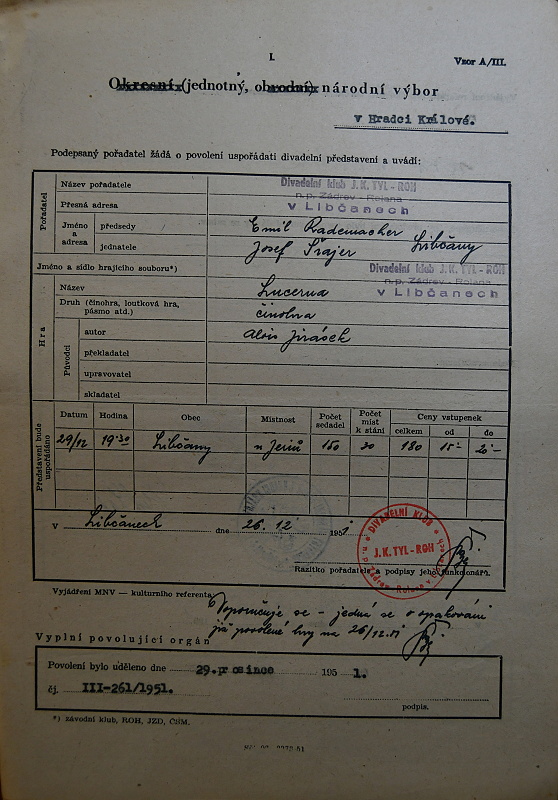 I.
Vzor A/III.
Okresní (jednotný, obvodní) národní výbor
v Hradci Králové.
Podepsaný pořadatel žádá o povolení uspořádati divadelní představení a uvádí:
Pořadatel
Název pořadatele
Divadelní klub J. K. TYL - ROH
Přesná adresa
n.p. Zádrev - Rolana
v Libčanech
Jméno a adresa
předsedy
Emil Rademacher
jednatele
Josef Šrajer Libčany
Jméno a sídlo hrajícího souboru*)
Divadelní klub J. K. TYL - ROH
n.p. Zádrev - Rolana
v Libčanech
Hra
Název
Lucerna
Druh (činohra, loutková hra, pásmo atd.)
činohra
Původci
autor
Alois Jirásek
překladatel
upravovatel
skladatel
Představení bude uspořádáno
Datum Hodina Obec Místnost Počet sedadel Počet míst k stání Ceny vstupenek
celkem od do
29/12 19·30 Libčany u Jeriů 150 30 180 15- 20-
V Libčanech dne 26. 12 1951
DIVADELNÍ KLUB
J. K. TYL - ROH
Razítko pořadatele a podpisy jeho funkcionářů.
Vyjádření MNV — kulturního referenta
Doporučuje se - jedná se o opakování
již povolené hry na 26/12.51
Vyplní povolující orgán
Povolení bylo uděleno dne 29.prosince 195 1.
čj. III-261/1951.
podpis.
*) závodní klub, ROH, JZD, ČSM.